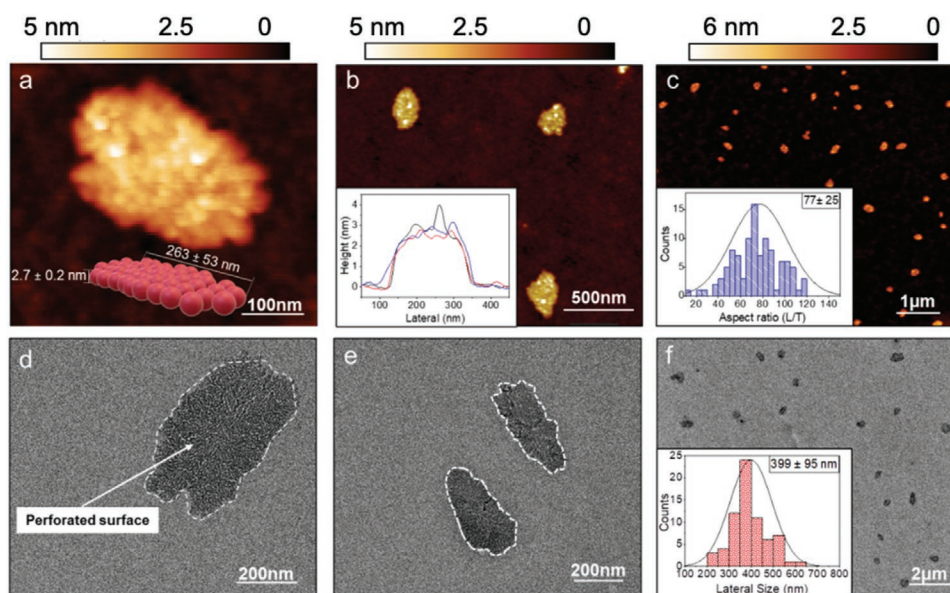 5 nm 2.5 0
5 nm 2.5 0
6 nm 2.5 0
a
263 ± 53 nm
2.7 ± 0.2 nm
100nm
b
Height (nm)
4
3
2
1
0
100 200 300 400
Lateral (nm)
500nm
c
77± 25
Counts
15
10
5
0
20 40 60 80 100 120 140
Aspect ratio (L/T)
1µm
d
Perforated surface
200nm
e
200nm
f
399 ± 95 nm
Counts
25
20
15
10
5
0
100 200 300 400 500 600 700 800
Lateral Size (nm)
2µm